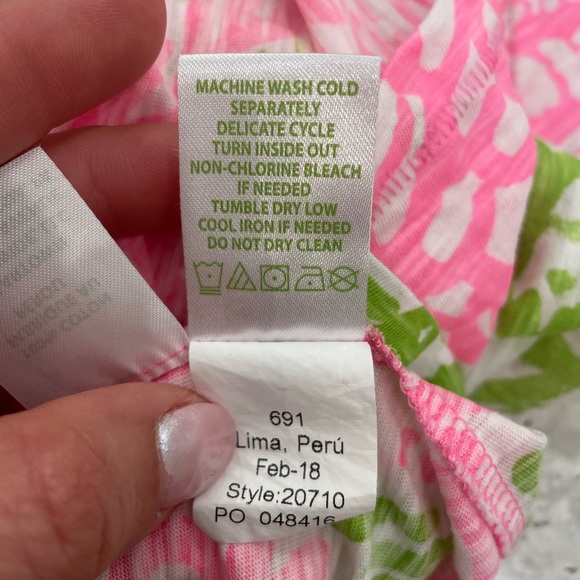 MACHINE WASH COLD
SEPARATELY
DELICATE CYCLE
TURN INSIDE OUT
NON-CHLORINE BLEACH
IF NEEDED
TUMBLE DRY LOW
COOL IRON IF NEEDED
DO NOT DRY CLEAN
691
Lima, Perú
Feb-18
Style:20710
PO 048416